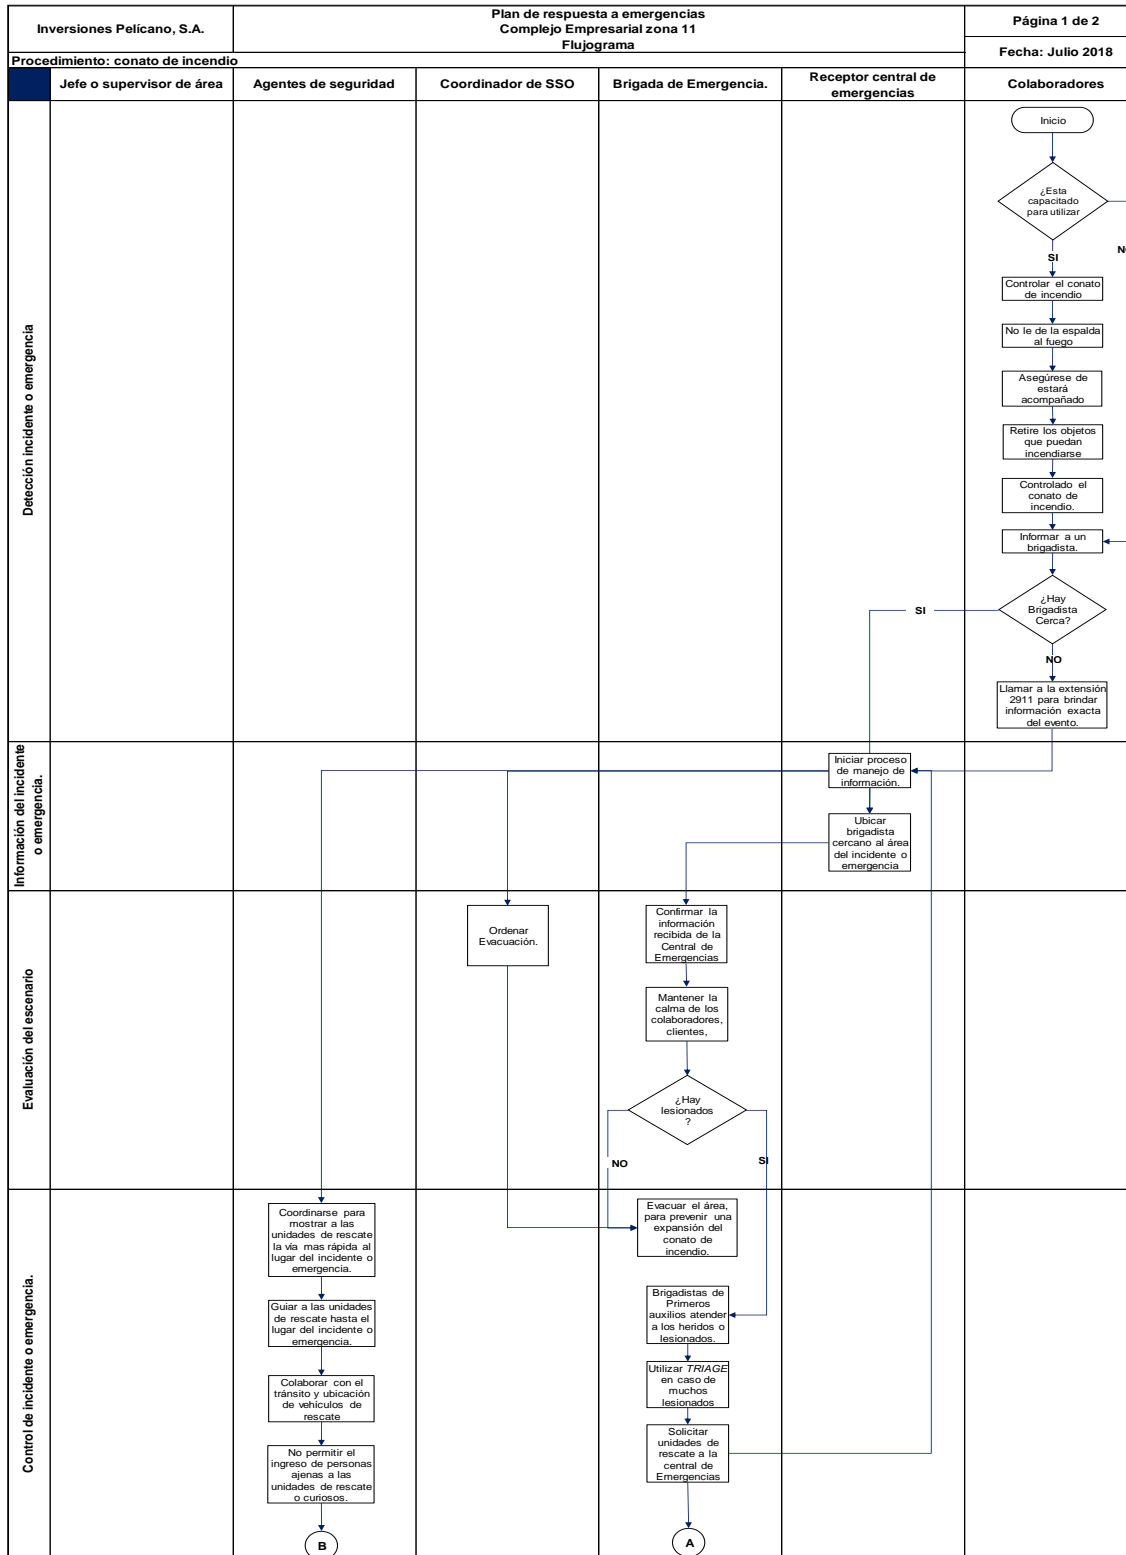 Inversiones Pelícano, S.A.
Plan de respuesta a emergencias
Complejo Empresarial zona 11
Flujograma
Página 1 de 2
Fecha: Julio 2018
Procedimiento: conato de incendio
Jefe o supervisor de área
Agentes de seguridad
Coordinador de SSO
Brigada de Emergencia.
Receptor central de
emergencias
Colaboradores
Detección incidente o emergencia
Inicio
¿Esta
capacitado
para utilizar
SI
Controlar el conato
de incendio
No le de la espalda
al fuego
Asegúrese de
estará
acompañado
Retire los objetos
que puedan
incendiarse
Controlado el
conato de
incendio.
Informar a un
brigadista.
¿Hay
Brigadista
Cerca?
SI
NO
Llamar a la extensión
2911 para brindar
información exacta
del evento.
Información del incidente
o emergencia.
Iniciar proceso
de manejo de
información.
Ubicar
brigadista
cercano al área
del incidente o
emergencia
Evaluación del escenario
Ordenar
Evacuación.
Confirmar la
información
recibida de la
Central de
Emergencias
Mantener la
calma de los
colaboradores,
clientes,
¿Hay
lesionados
?
NO
SI
Control de incidente o emergencia.
Coordinarse para
mostrar a las
unidades de rescate
la vía mas rápida al
lugar del incidente o
emergencia.
Guiar a las unidades
de rescate hasta el
lugar del incidente o
emergencia.
Colaborar con el
tránsito y ubicación
de vehículos de
rescate
No permitir el
ingreso de personas
ajenas a las
unidades de rescate
o curiosos.
B
Evacuar el área,
para prevenir una
expansión del
conato de
incendio.
Brigadistas de
Primeros
auxilios atender
a los heridos o
lesionados.
Utilizar TRIAGE
en caso de
muchos
lesionados
Solicitar
unidades de
rescate a la
central de
Emergencias
A